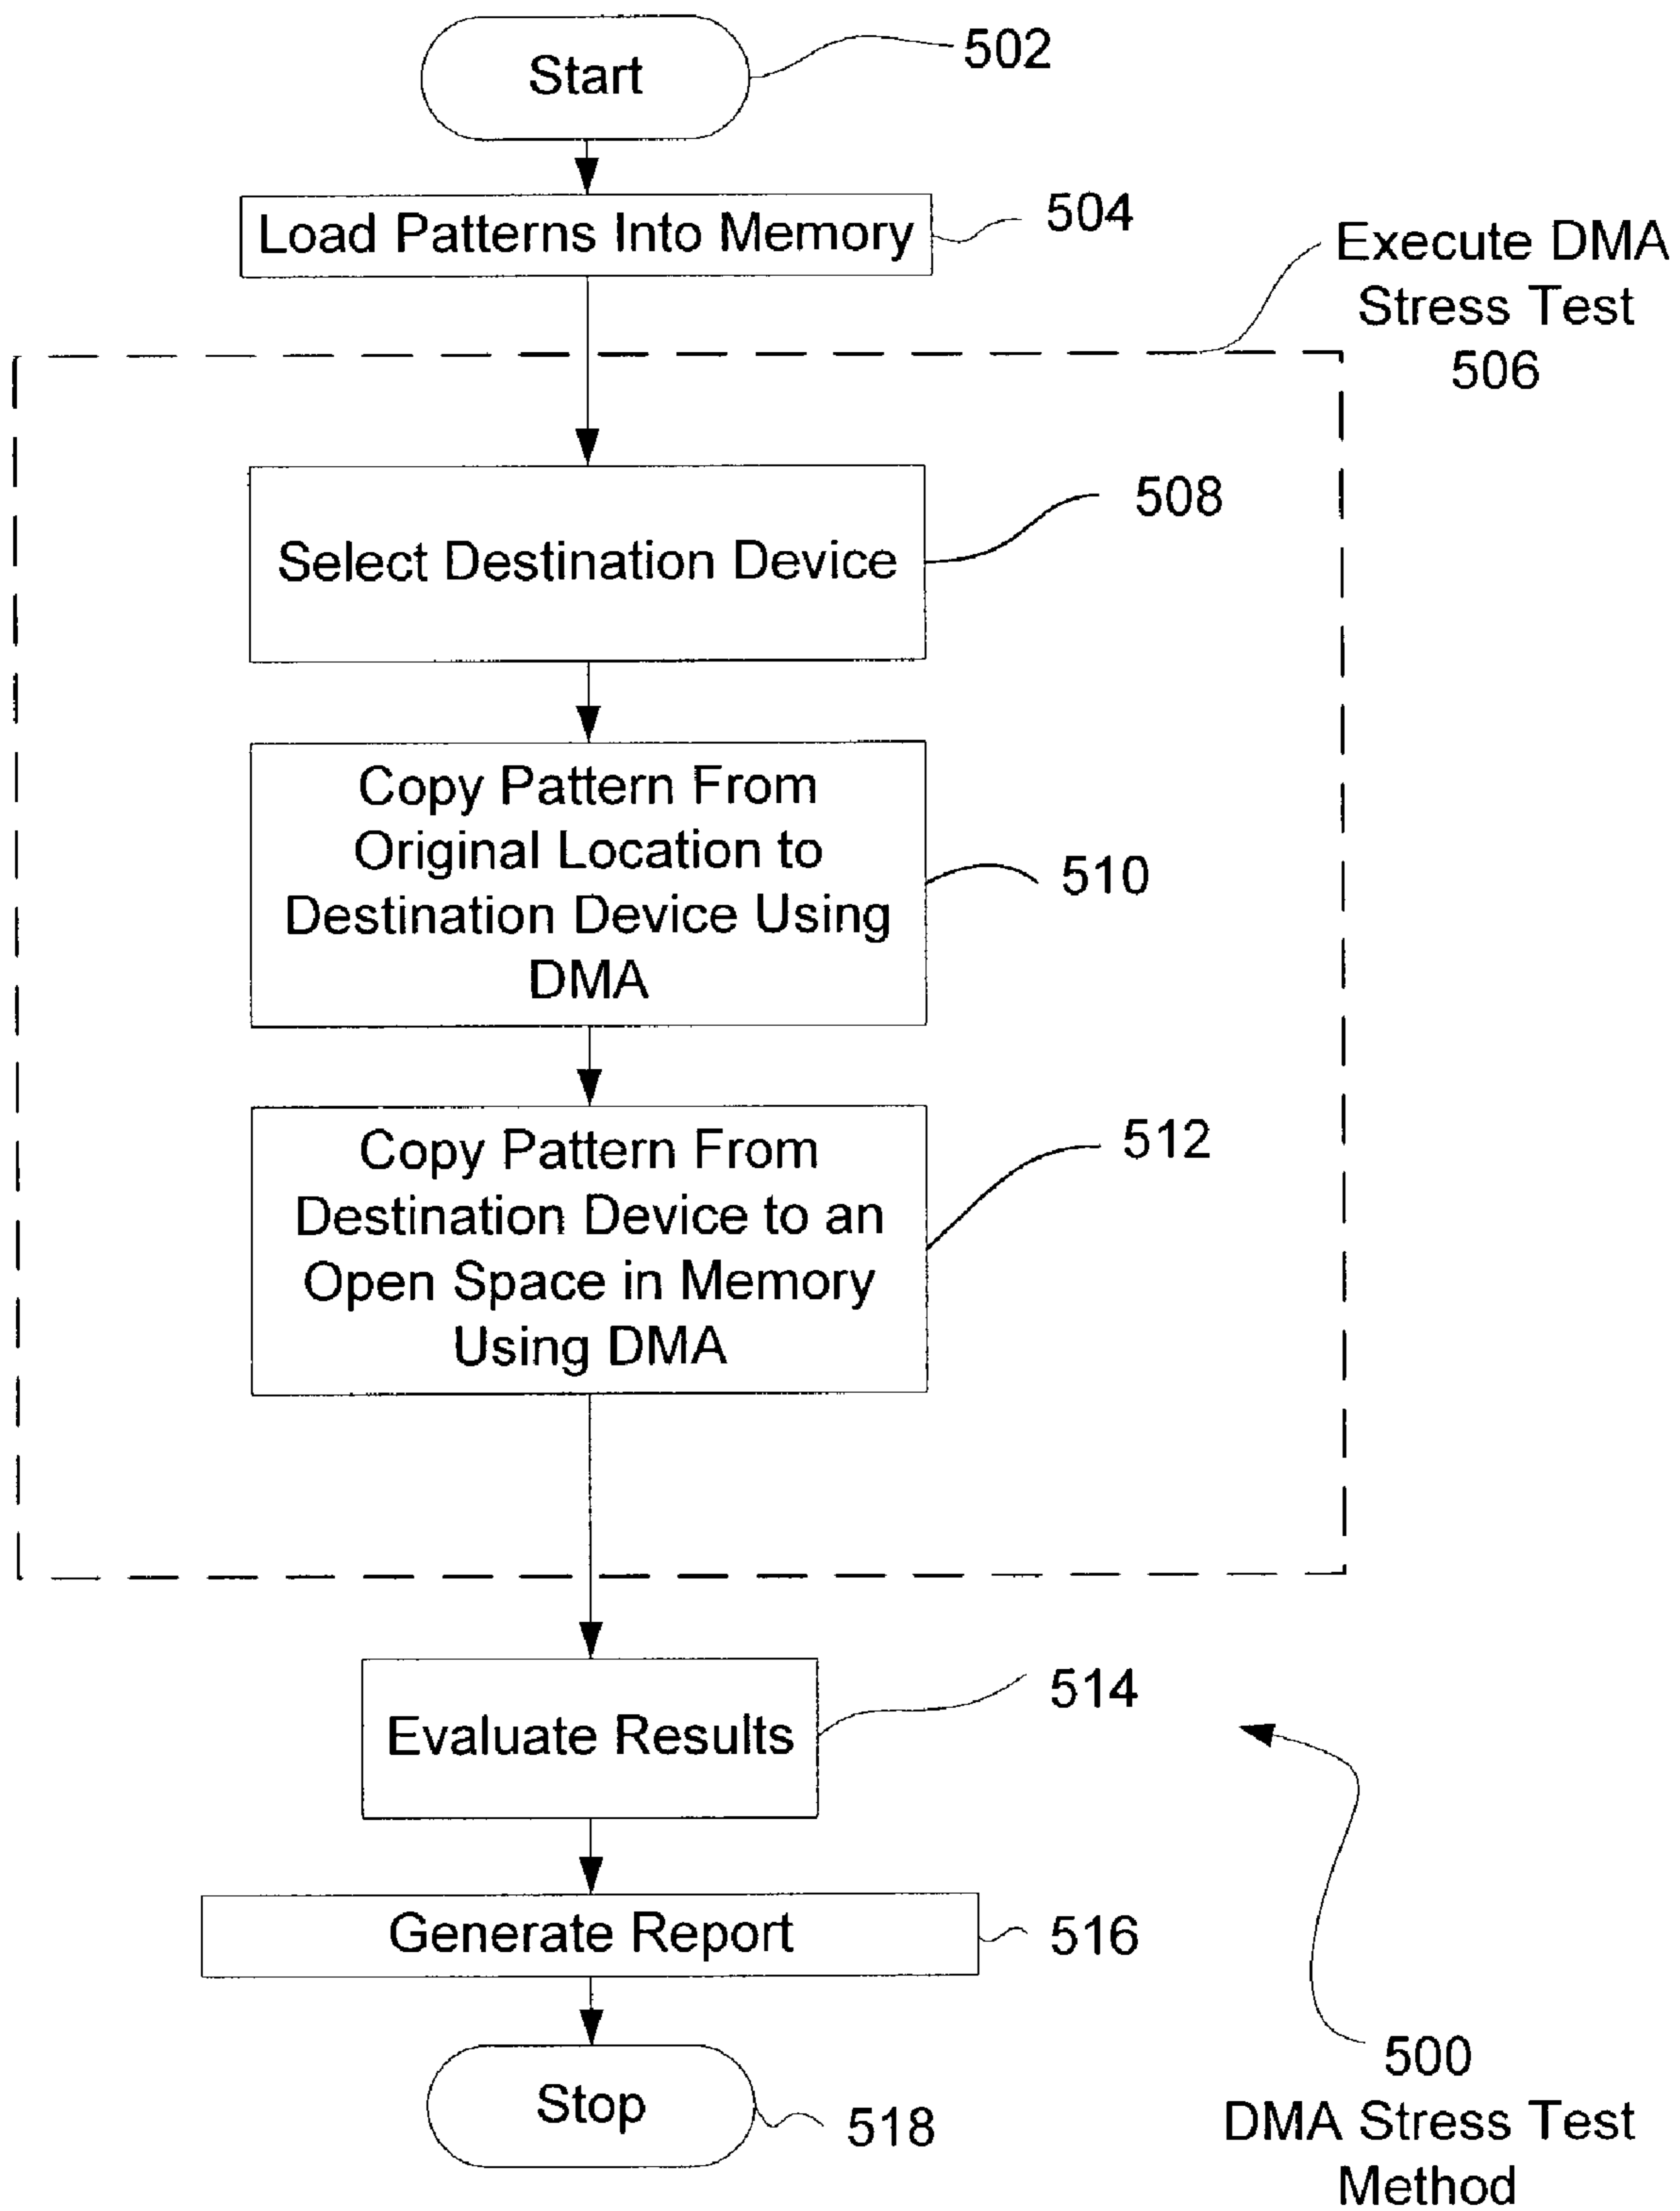 Start
502
Load Patterns Into Memory
504
Execute DMA
Stress Test
506
Select Destination Device
508
Copy Pattern From
Original Location to
Destination Device Using
DMA
510
Copy Pattern From
Destination Device to an
Open Space in Memory
Using DMA
512
Evaluate Results
514
Generate Report
516
Stop
518
500
DMA Stress Test
Method